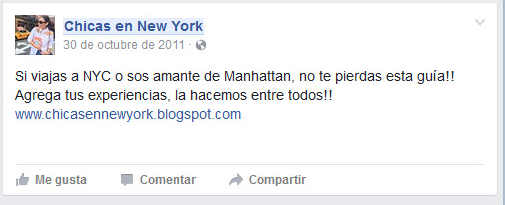 Chicas en New York
30 de octubre de 2011 ·
Si viajas a NYC o sos amante de Manhattan, no te pierdas esta guía!!
Agrega tus experiencias, la hacemos entre todos!!
www.chicasennewyork.blogspot.com
Me gusta Comentar Compartir